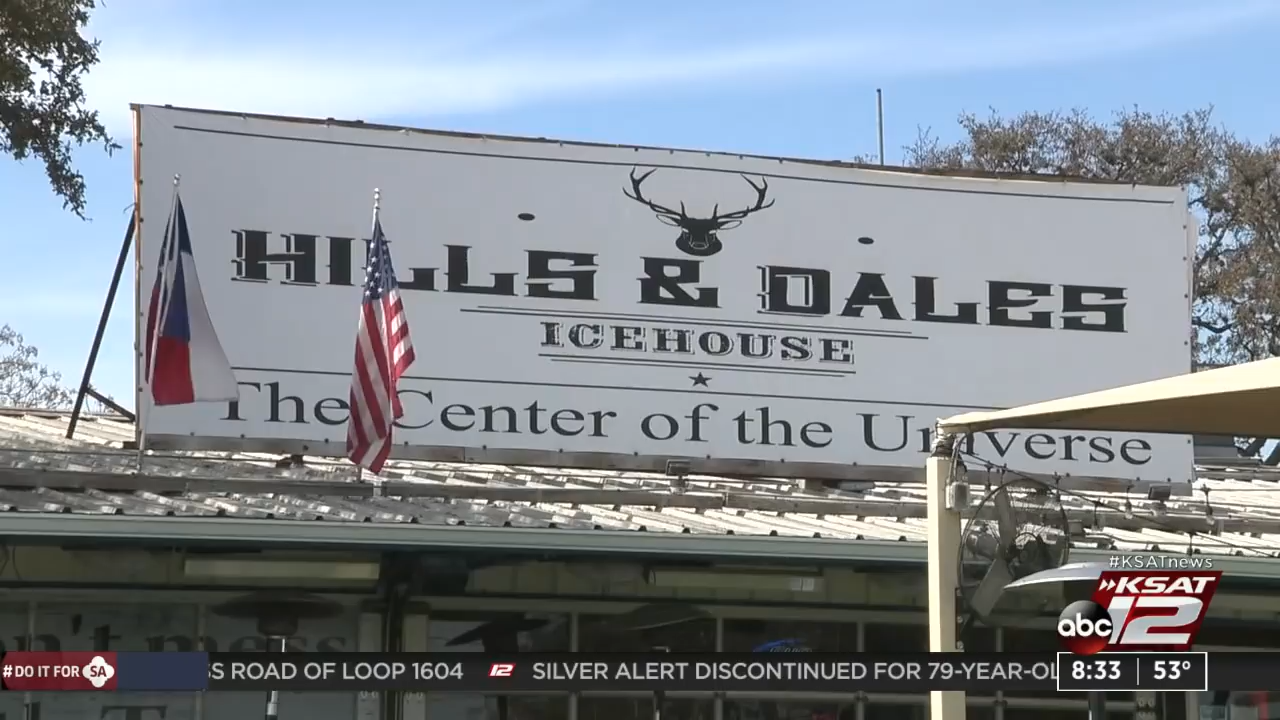 HILLS & DALES
ICEHOUSE
The Center of the Universe
n't mess
#KSATnews
KSAT
abc 12
#DO IT FOR SA
S ROAD OF LOOP 1604 12 SILVER ALERT DISCONTINUED FOR 79-YEAR-OL
8:33 53°